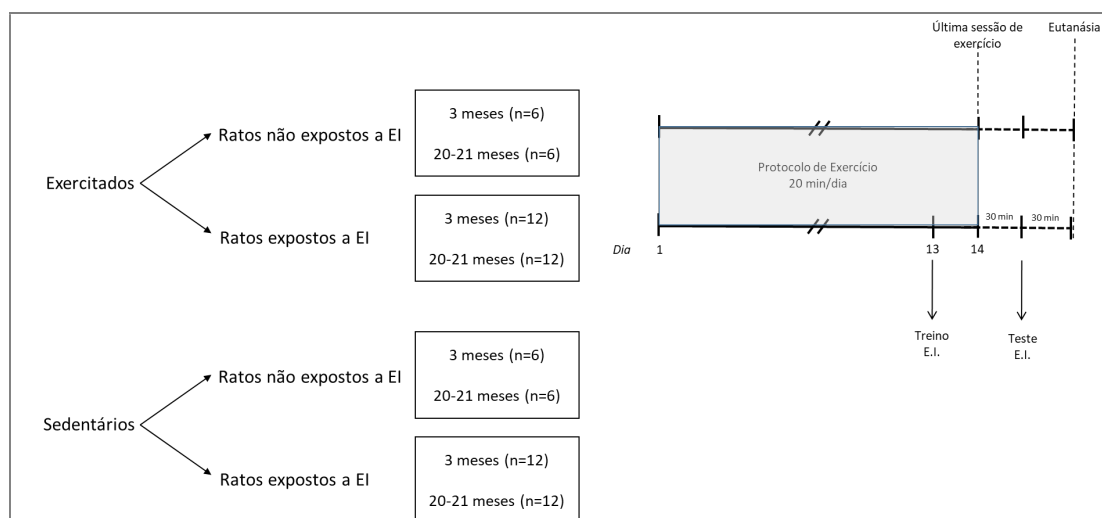 Exercitados
Ratos não expostos a EI
3 meses (n=6)
20-21 meses (n=6)
Ratos expostos a EI
3 meses (n=12)
20-21 meses (n=12)
Sedentários
Ratos não expostos a EI
3 meses (n=6)
20-21 meses (n=6)
Ratos expostos a EI
3 meses (n=12)
20-21 meses (n=12)
Última sessão de
exercício
Eutanásia
Protocolo de Exercício
20 min/dia
30 min
30 min
Dia
1
13
14
Treino
E.I.
Teste
E.I.